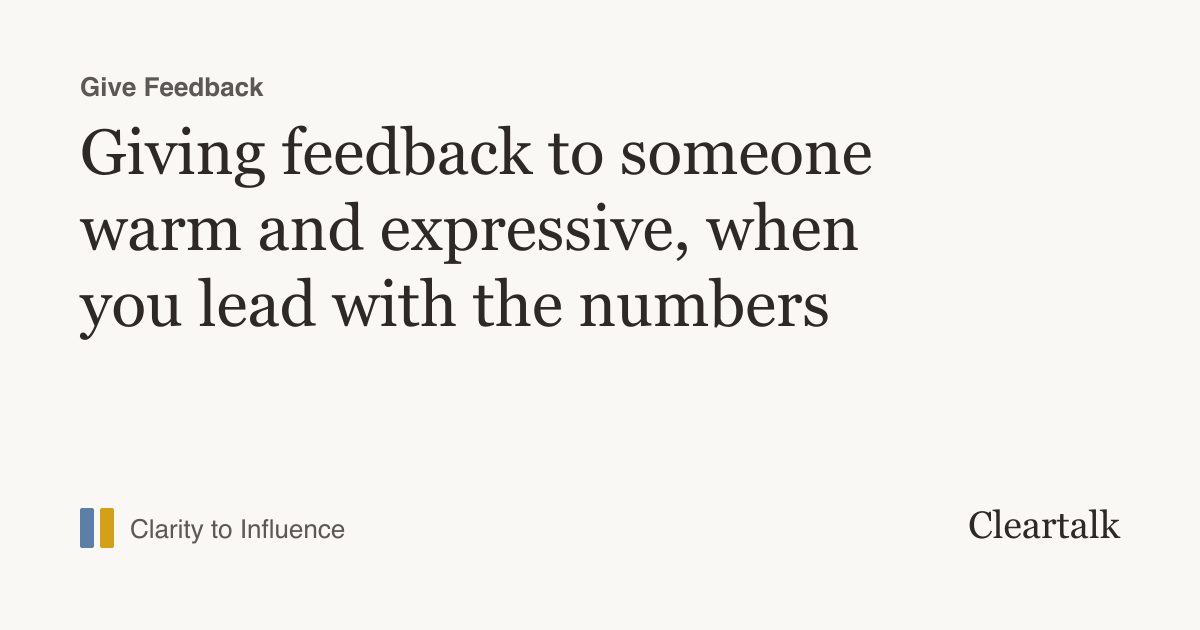 Give Feedback
Giving feedback to someone
warm and expressive, when
you lead with the numbers
Clarity to Influence
Cleartalk